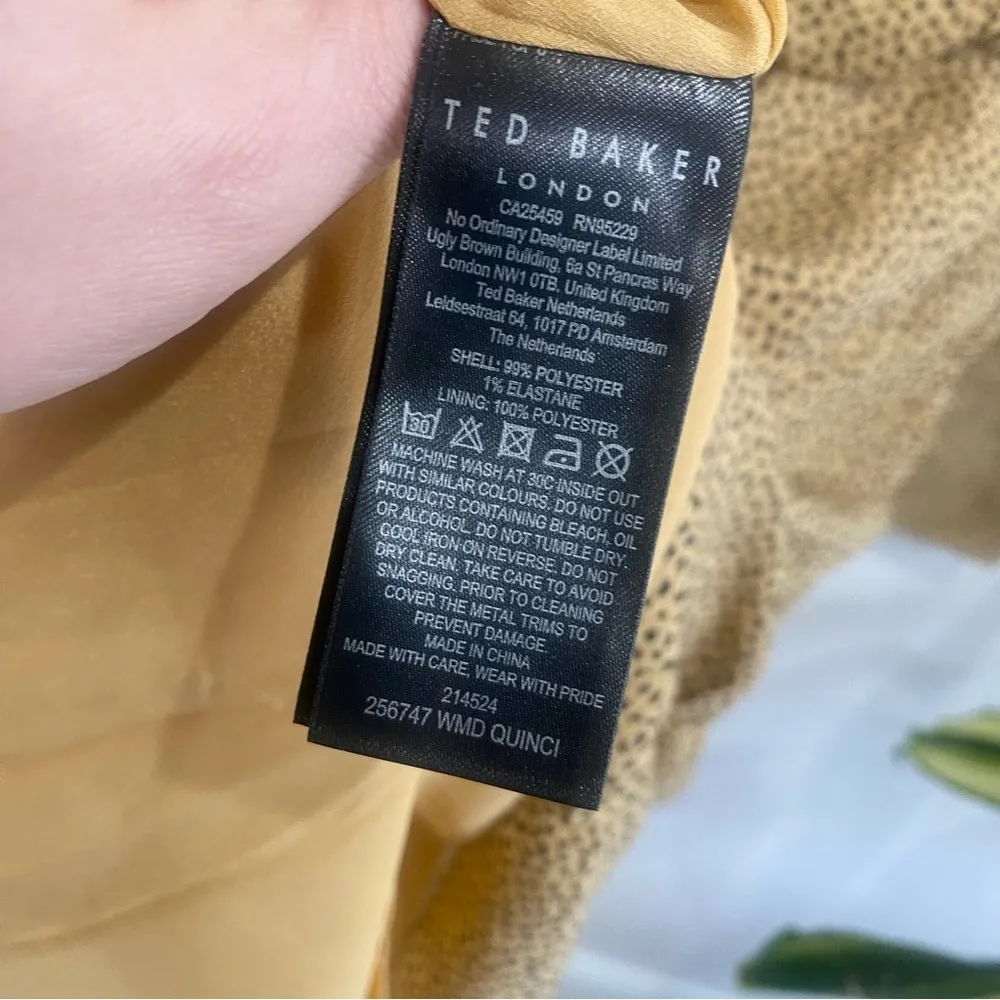 TED BAKER
LONDON
CA25459 RN95229
No Ordinary Designer Label Limited
Ugly Brown Building, 6a St Pancras Way
London NW1 0TB, United Kingdom
Ted Baker Netherlands
Leidsestraat 64, 1017 PD Amsterdam
The Netherlands
SHELL: 99% POLYESTER
1% ELASTANE
LINING: 100% POLYESTER
30
MACHINE WASH AT 30C INSIDE OUT
WITH SIMILAR COLOURS. DO NOT USE
PRODUCTS CONTAINING BLEACH, OIL
OR ALCOHOL. DO NOT TUMBLE DRY.
COOL IRON ON REVERSE. DO NOT
DRY CLEAN. TAKE CARE TO AVOID
SNAGGING. PRIOR TO CLEANING
COVER THE METAL TRIMS TO
PREVENT DAMAGE.
MADE IN CHINA
MADE WITH CARE, WEAR WITH PRIDE
214524
256747 WMD QUINCI